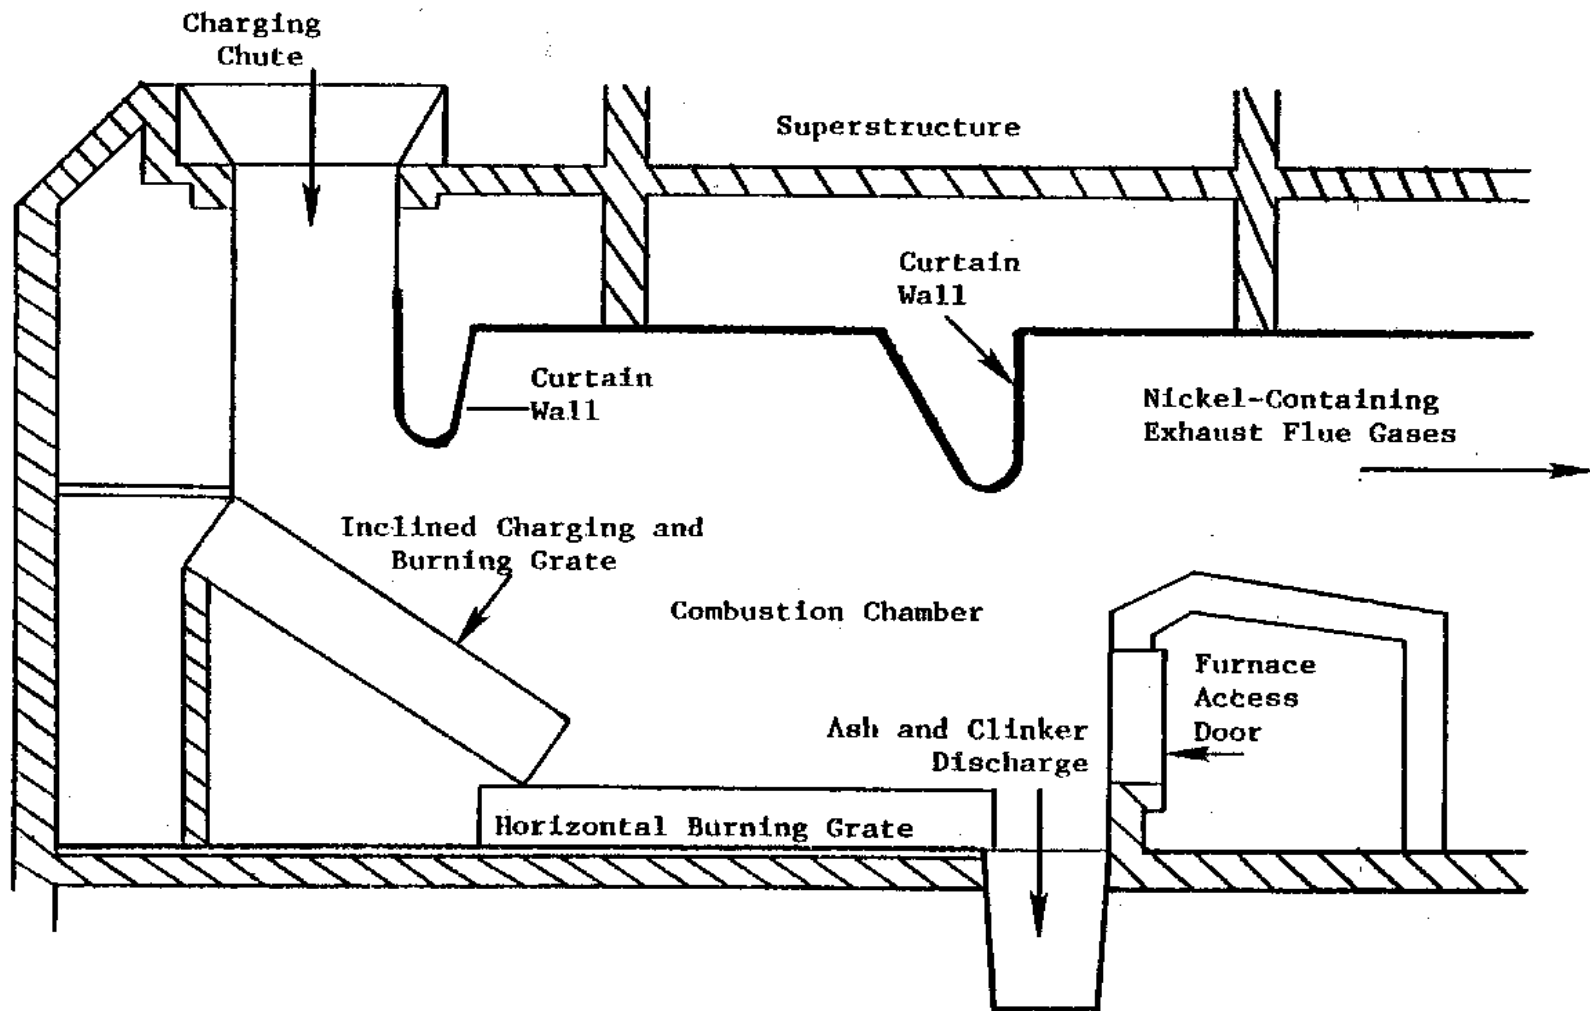 Charging
Chute
Superstructure
Curtain
Wall
Curtain
Wall
Nickel-Containing
Exhaust Flue Gases
Inclined Charging and
Burning Grate
Combustion Chamber
Furnace
Access
Door
Ash and Clinker
Discharge
Horizontal Burning Grate